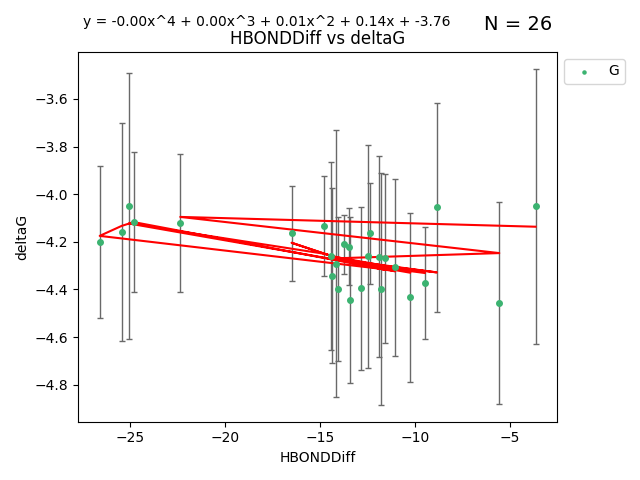 y = -0.00x^4 + 0.00x^3 + 0.01x^2 + 0.14x + -3.76
N = 26
HBONDDiff vs deltaG
G
−3.6
−3.8
−4.0
−4.2
−4.4
−4.6
−4.8
deltaG
−25
−20
−15
−10
−5
HBONDDiff